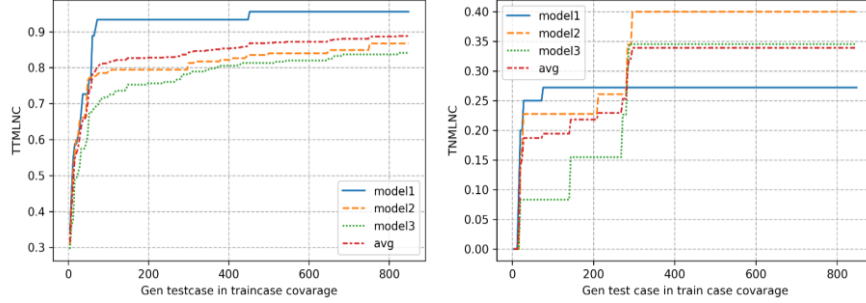 TTMLNC
0.9
0.8
0.7
0.6
0.5
0.4
0.3
0 200 400 600 800
Gen testcase in traincase covarage
model1
model2
model3
avg
TNMLNC
0.40
0.35
0.30
0.25
0.20
0.15
0.10
0.05
0.00
0 200 400 600 800
Gen test case in train case covarage
model1
model2
model3
avg